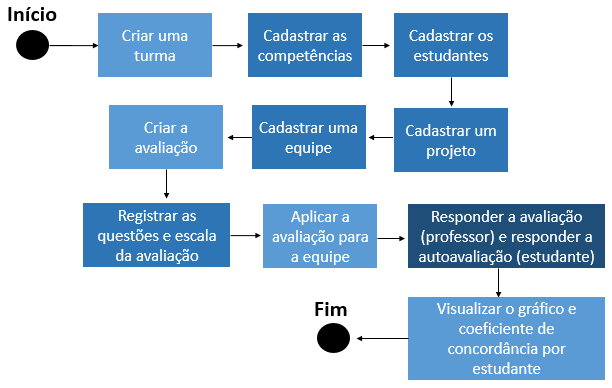 Início
Criar uma
turma
Cadastrar as
competências
Cadastrar os
estudantes
Criar a
avaliação
Cadastrar uma
equipe
Cadastrar um
projeto
Registrar as
questões e escala
da avaliação
Aplicar a
avaliação para
a equipe
Responder a avaliação
(professor) e responder a
autoavaliação (estudante)
Fim
Visualizar o gráfico e
coeficiente de
concordância por
estudante